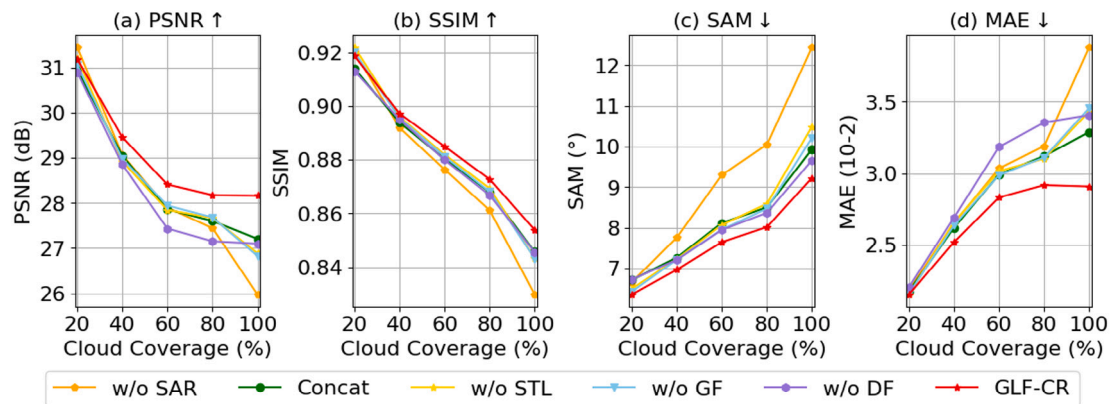 (a) PSNR ↑
(b) SSIM ↑
(c) SAM ↓
(d) MAE ↓
PSNR (dB)
31
30
29
28
27
26
20 40 60 80 100
Cloud Coverage (%)
SSIM
0.92
0.90
0.88
0.86
0.84
20 40 60 80 100
Cloud Coverage (%)
SAM (°)
12
11
10
9
8
7
20 40 60 80 100
Cloud Coverage (%)
MAE (10-2)
3.5
3.0
2.5
20 40 60 80 100
Cloud Coverage (%)
w/o SAR Concat w/o STL w/o GF w/o DF GLF-CR